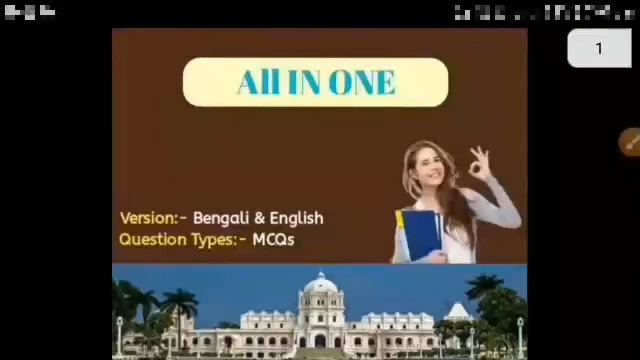 1
All IN ONE
Version:- Bengali & English
Question Types:- MCQs